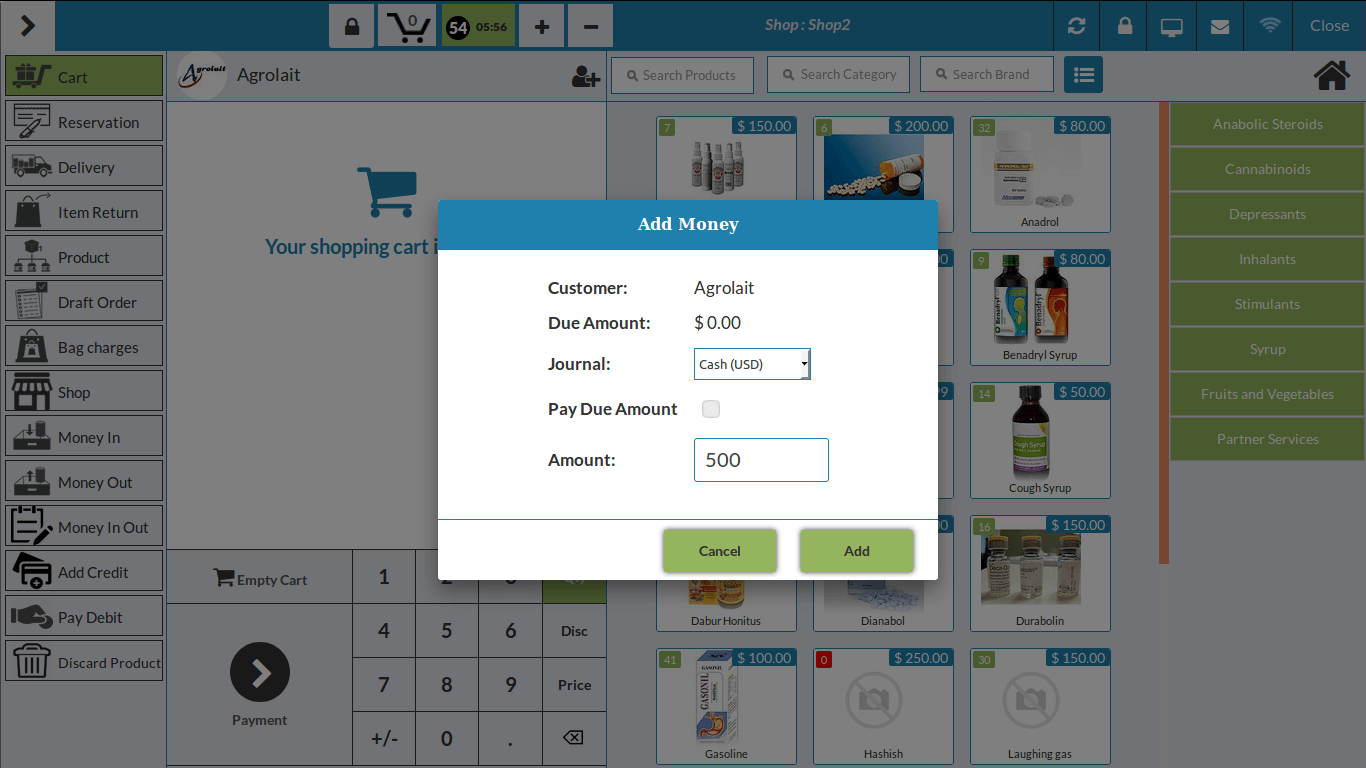 0
54 05:56
Shop : Shop2
Close
Cart
Reservation
Delivery
Item Return
Product
Draft Order
Bag charges
Shop
Money In
Money Out
Money In Out
Add Credit
Pay Debit
Discard Product
Agrolait
Agrolait
Search Products
Search Category
Search Brand
Your shopping cart i
7
$ 150.00
6
$ 200.00
32
$ 80.00
Anadrol
9
$ 80.00
Benadryl
Benadryl
Benadryl Syrup
14
$ 50.00
Cough Syrup
Cough Syrup
16
$ 150.00
Durabolin
Dabur Honitus
Dianabol
41
$ 100.00
GASONIL
GASONIL
Gasoline
0
$ 250.00
Hashish
30
$ 150.00
Laughing gas
Anabolic Steroids
Cannabinoids
Depressants
Inhalants
Stimulants
Syrup
Fruits and Vegetables
Partner Services
Add Money
Customer: Agrolait
Due Amount: $ 0.00
Journal: Cash (USD)
Pay Due Amount
Amount: 500
Cancel Add
Empty Cart
Payment
1
4 5 6 Disc
7 8 9 Price
+/- 0 .